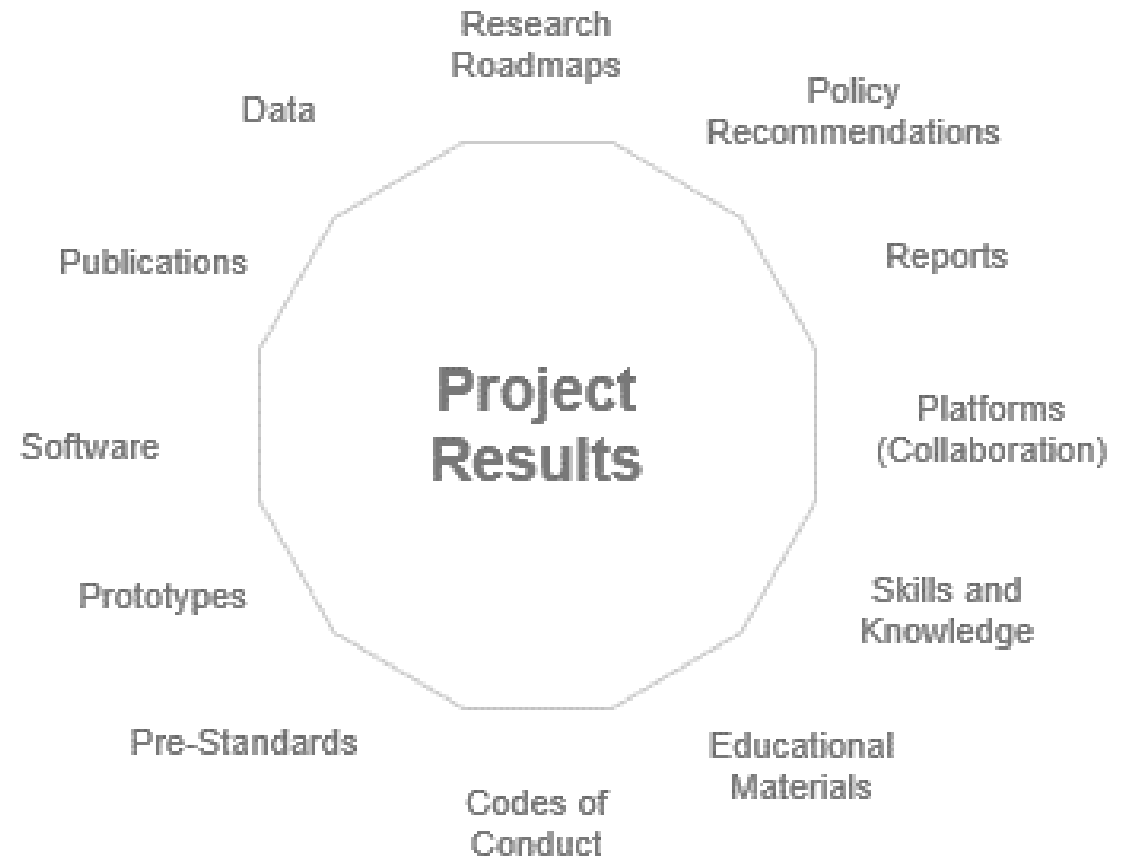 Research
Roadmaps
Policy
Recommendations
Data
Reports
Publications
Project
Results
Platforms
(Collaboration)
Software
Skills and
Knowledge
Prototypes
Educational
Materials
Pre-Standards
Codes of
Conduct